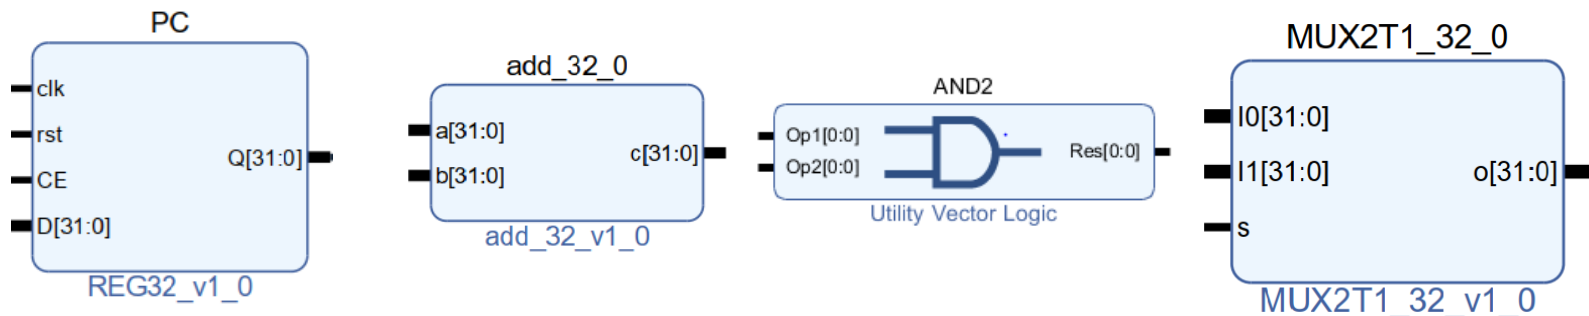 PC
clk
rst
CE
D[31:0]
Q[31:0]
REG32_v1_0
add_32_0
a[31:0]
b[31:0]
c[31:0]
add_32_v1_0
AND2
Op1[0:0]
Op2[0:0]
Res[0:0]
Utility Vector Logic
MUX2T1_32_0
I0[31:0]
I1[31:0]
s
o[31:0]
MUX2T1_32_v1_0